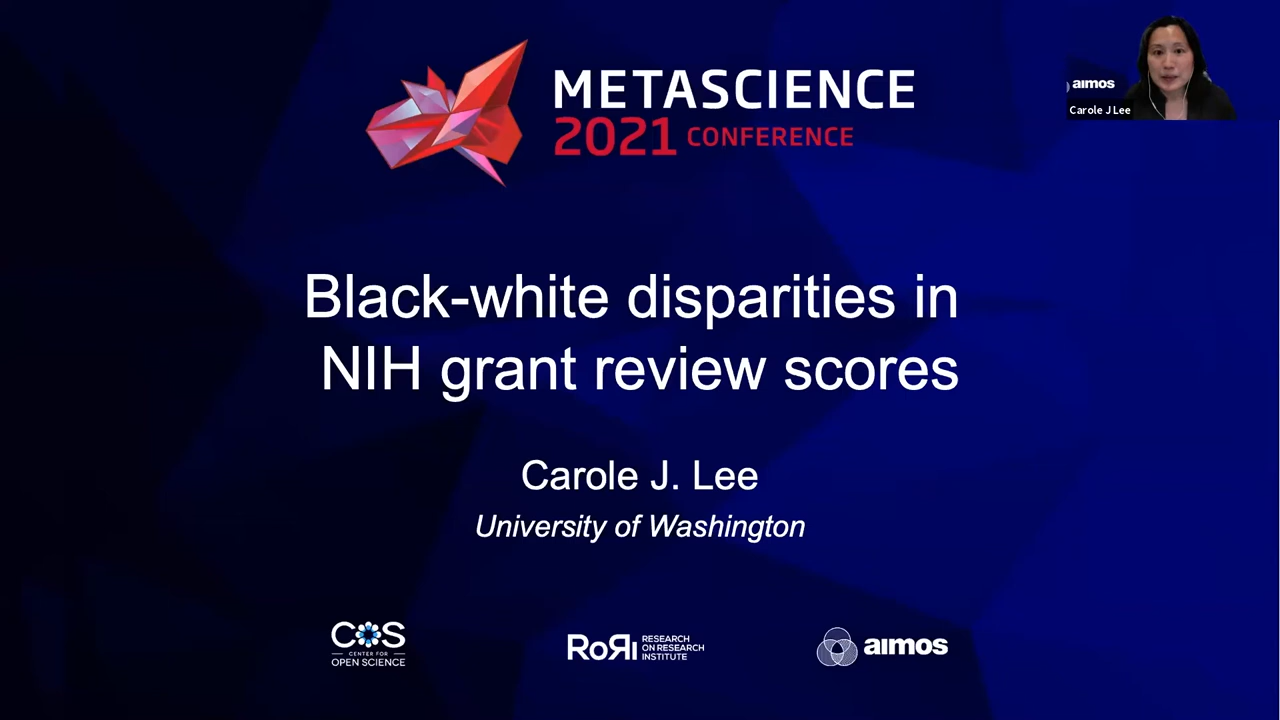 METASCIENCE
2021 CONFERENCE
aimos
Carole J Lee
Black-white disparities in
NIH grant review scores
Carole J. Lee
University of Washington
COS
CENTER FOR
OPEN SCIENCE
RoRI
RESEARCH
ON RESEARCH
INSTITUTE
aimos